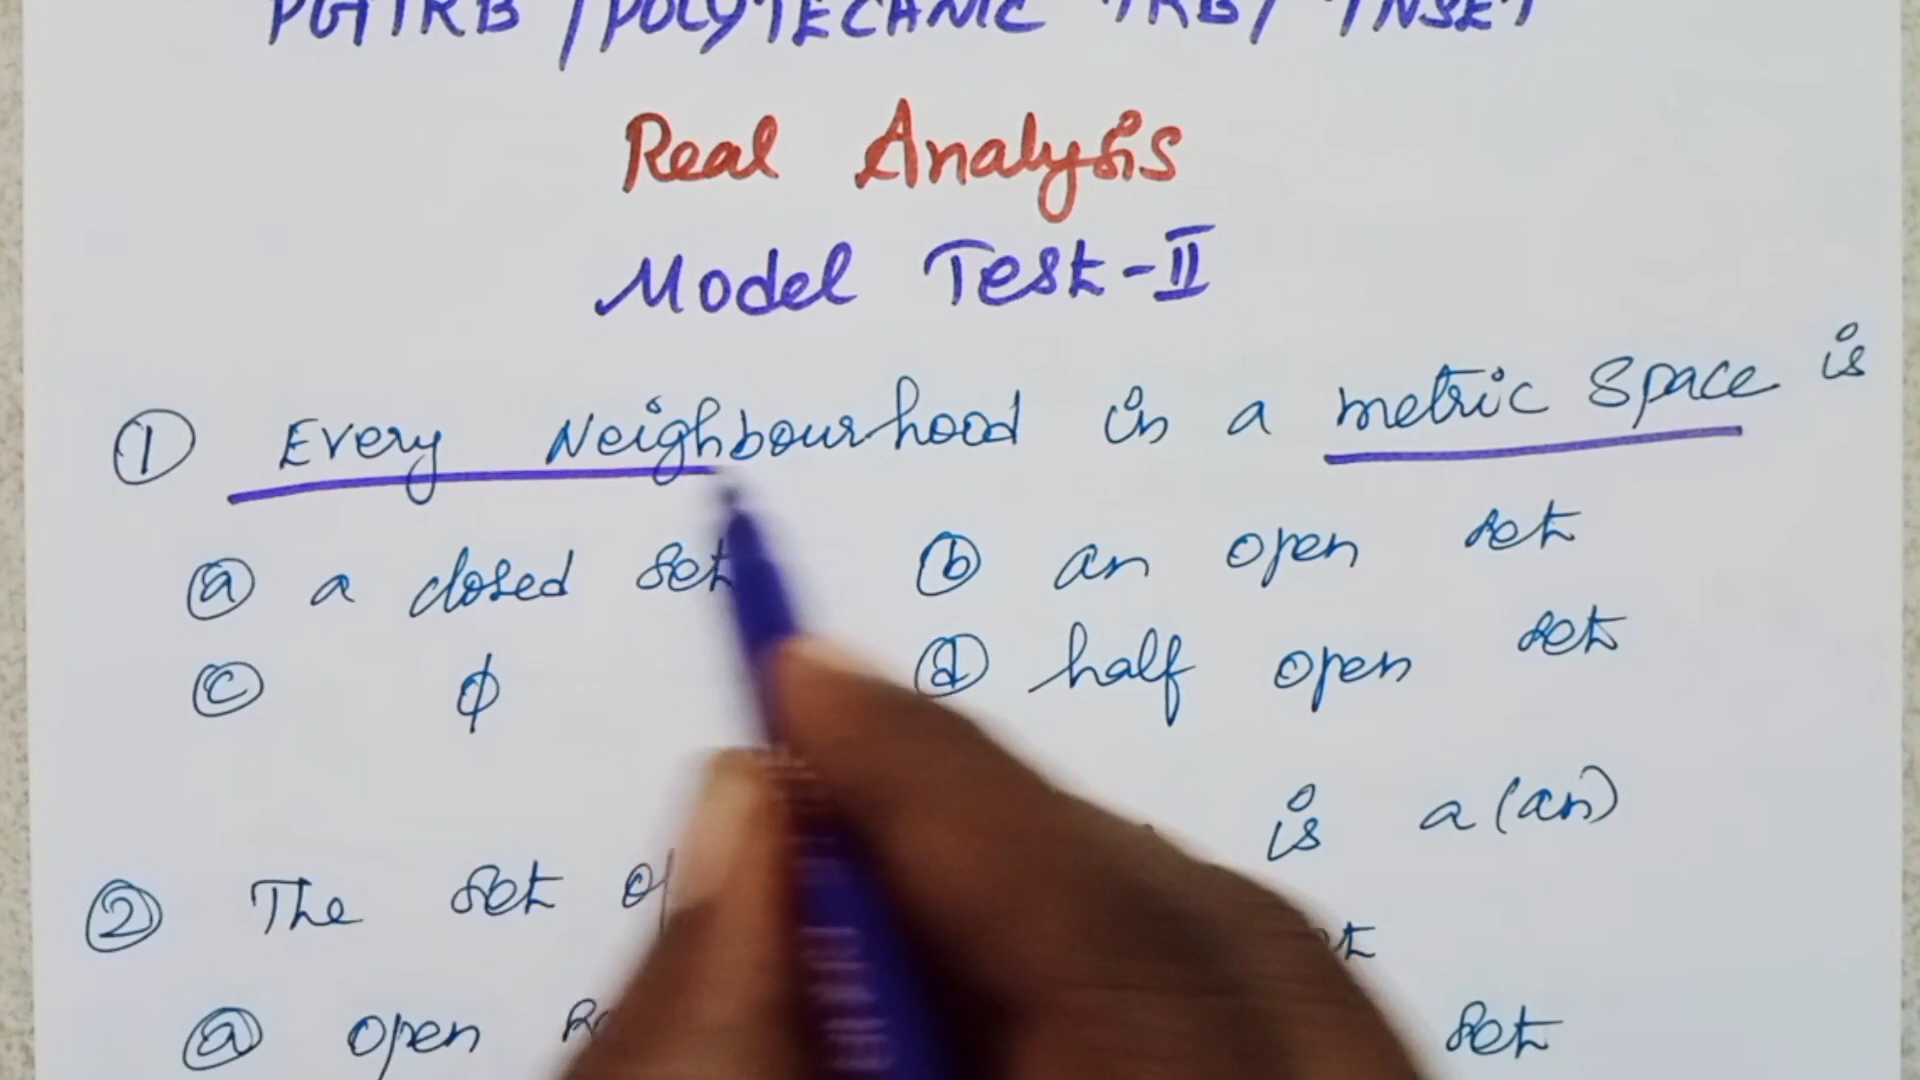 PGTRB / POLYTECHNIC TRB / TNSET
Real Analysis
Model Test-II
① Every Neighbourhood in a metric space is
ⓐ a closed set ⓑ an open set
ⓒ ϕ ⓓ half open set
② The set of is a (an)
ⓐ open set